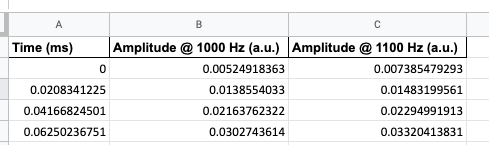 A B C
Time (ms) Amplitude @ 1000 Hz (a.u.) Amplitude @ 1100 Hz (a.u.)
0 0.00524918363 0.007385479293
0.0208341225 0.0138554033 0.01483199561
0.04166824501 0.02163762322 0.02294991913
0.06250236751 0.0302743614 0.03320413831